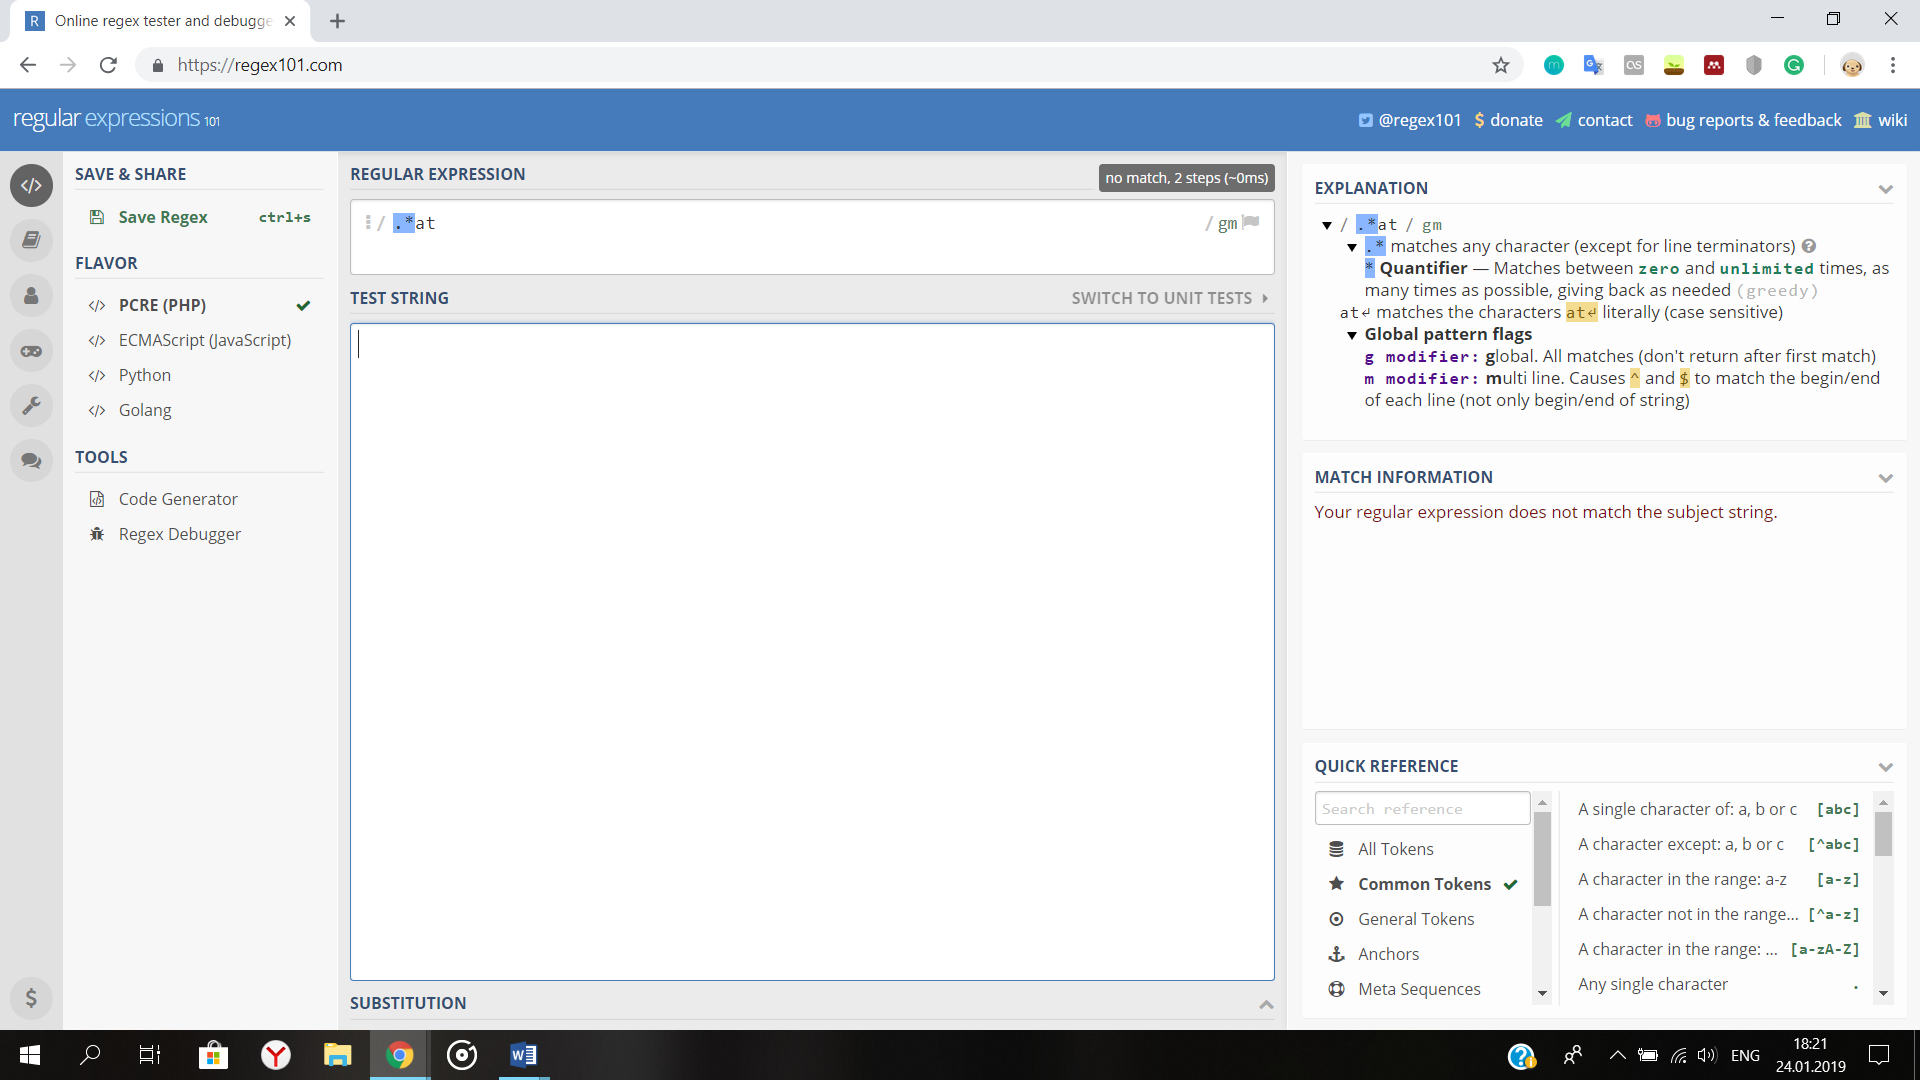 Online regex tester and debugge
https://regex101.com
regular expressions 101
@regex101
donate
contact
bug reports & feedback
wiki
SAVE & SHARE
Save Regex ctrl+s
FLAVOR
</> PCRE (PHP)
</> ECMAScript (JavaScript)
</> Python
</> Golang
TOOLS
Code Generator
Regex Debugger
REGULAR EXPRESSION
no match, 2 steps (~0ms)
/ .*at / gm
TEST STRING
SWITCH TO UNIT TESTS
SUBSTITUTION
EXPLANATION
/ .*at / gm
.* matches any character (except for line terminators)
* Quantifier — Matches between zero and unlimited times, as
many times as possible, giving back as needed (greedy)
at↵ matches the characters at↵ literally (case sensitive)
Global pattern flags
g modifier: global. All matches (don't return after first match)
m modifier: multi line. Causes ^ and $ to match the begin/end
of each line (not only begin/end of string)
MATCH INFORMATION
Your regular expression does not match the subject string.
QUICK REFERENCE
Search reference
All Tokens
Common Tokens
General Tokens
Anchors
Meta Sequences
A single character of: a, b or c [abc]
A character except: a, b or c [^abc]
A character in the range: a-z [a-z]
A character not in the range... [^a-z]
A character in the range: ... [a-zA-Z]
Any single character .
ENG
18:21
24.01.2019